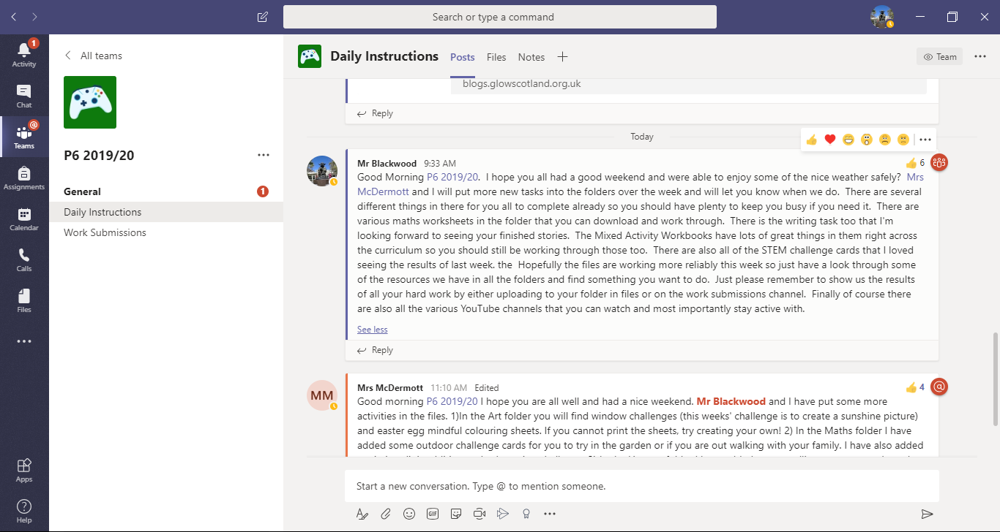 Search or type a command
1
Activity
Chat
@
Teams
Assignments
Calendar
Calls
Files
Apps
Help
All teams
P6 2019/20
General
1
Daily Instructions
Work Submissions
Daily Instructions
Posts
Files
Notes
Team
blogs.glowscotland.org.uk
Reply
Today
Mr Blackwood 9:33 AM
6
Good Morning P6 2019/20. I hope you all had a good weekend and were able to enjoy some of the nice weather safely? Mrs
McDermott and I will put more new tasks into the folders over the week and will let you know when we do. There are several
different things in there for you all to complete already so you should have plenty to keep you busy if you need it. There are
various maths worksheets in the folder that you can download and work through. There is the writing task too that I'm
looking forward to seeing your finished stories. The Mixed Activity Workbooks have lots of great things in them right across
the curriculum so you should still be working through those too. There are also all of the STEM challenge cards that I loved
seeing the results of last week. the Hopefully the files are working more reliably this week so just have a look through some
of the resources we have in all the folders and find something you want to do. Just please remember to show us the results
of all your hard work by either uploading to your folder in files or on the work submissions channel. Finally of course there
are also all the various YouTube channels that you can watch and most importantly stay active with.
See less
Reply
MM
Mrs McDermott 11:10 AM Edited
4
@
Good morning P6 2019/20 I hope you are all well and had a nice weekend. Mr Blackwood and I have put some more
activities in the files. 1)In the Art folder you will find window challenges (this weeks' challenge is to create a sunshine picture)
and easter egg mindful colouring sheets. If you cannot print the sheets, try creating your own! 2) In the Maths folder I have
added some outdoor challenge cards for you to try in the garden or if you are out walking with your family. I have also added
Start a new conversation. Type @ to mention someone.
GIF